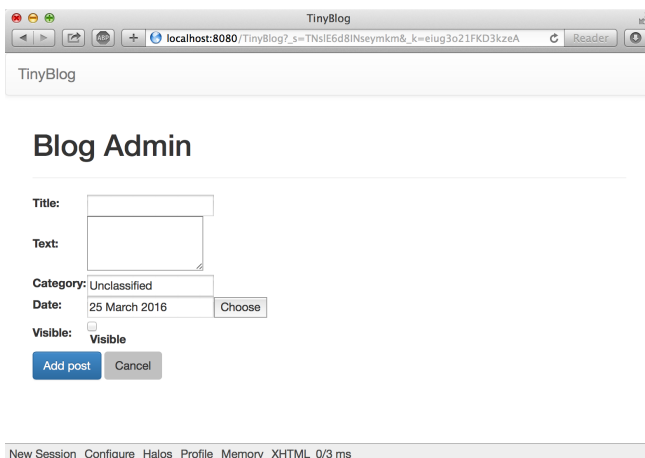 TinyBlog
ABP + localhost:8080/TinyBlog?_s=TNslE6d8INseymkm&_k=eiug3o21FKD3kzeA Reader
TinyBlog
Blog Admin
Title:
Text:
Category: Unclassified
Date: 25 March 2016 Choose
Visible:
Visible
Add post Cancel
New Session Configure Halos Profile Memory XHTML 0/3 ms